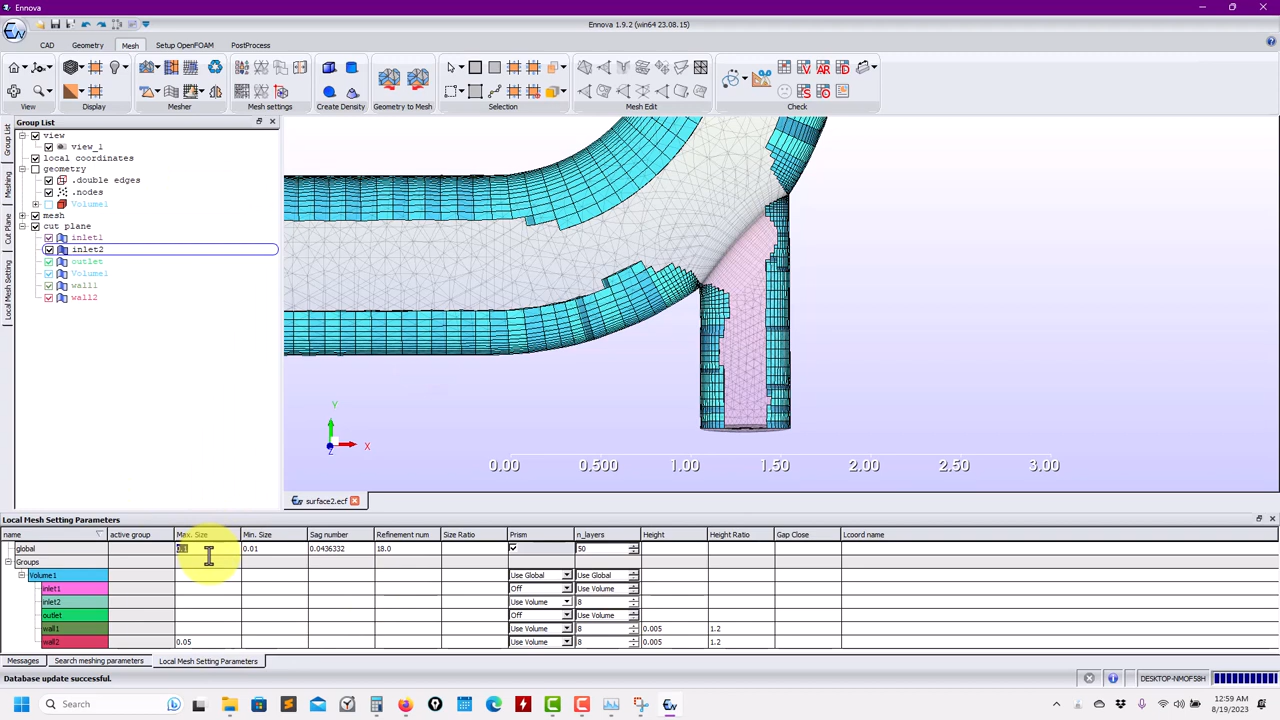 Ennova
Ennova 1.9.2 (win64 23.08.15)
CAD Geometry Mesh Setup OpenFOAM PostProcess
View Display Mesher Mesh settings Create Density Geometry to Mesh Selection Mesh Edit Check
Group List
view
view_1
local coordinates
geometry
.double edges
.nodes
Volume1
mesh
cut plane
inlet1
inlet2
outlet
Volume1
wall1
wall2
Group List
Meshing
Cut Plane
Local Mesh Setting
Y
X
Z
0.00 0.500 1.00 1.50 2.00 2.50 3.00
surface2.ecf
Local Mesh Setting Parameters
name active group Max. Size Min. Size Sag number Refinement num Size Ratio Prism n_layers Height Height Ratio Gap Close Lcoord name
global 0.01 0.0436332 18.0 50
Groups
Volume1 Use Global Use Global
inlet1 Off Use Volume
inlet2 Use Volume 8
outlet Off Use Volume
wall1 Use Volume 8 0.005 1.2
wall2 0.05 Use Volume 8 0.005 1.2
Messages Search meshing parameters Local Mesh Setting Parameters
Database update successful.
DESKTOP-NMOF58H
Search
12:59 AM
8/19/2023